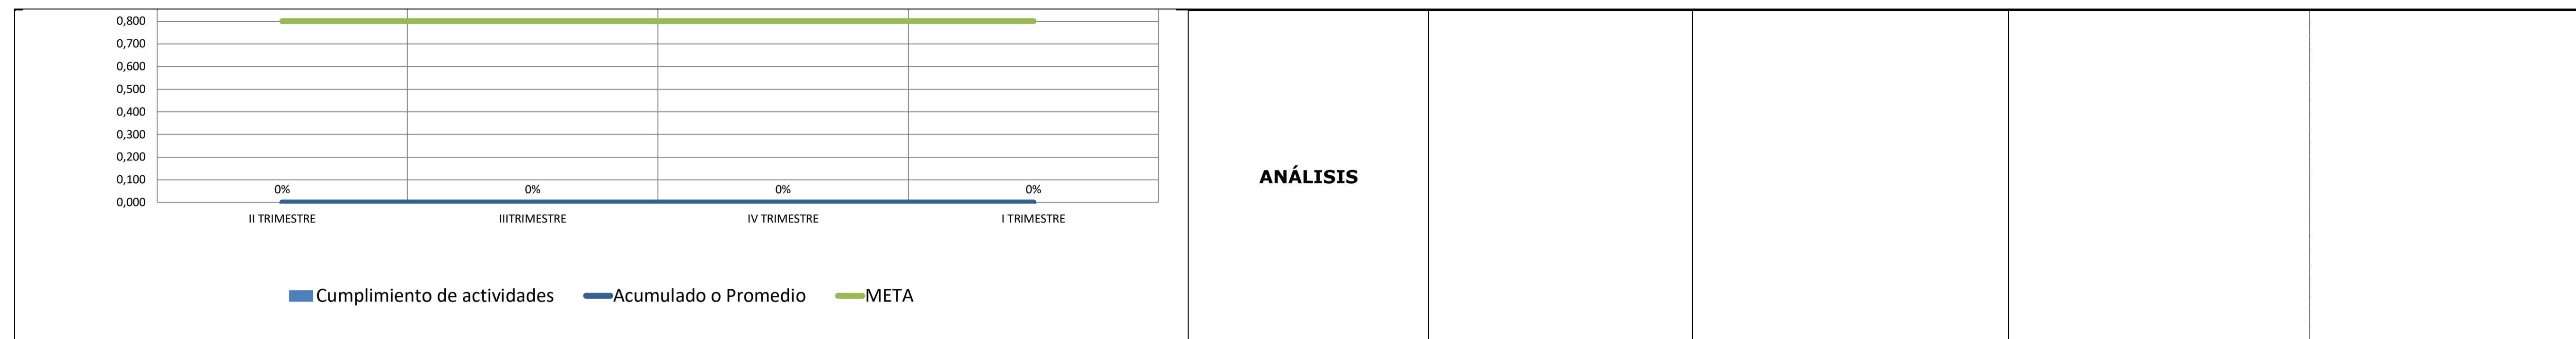 0,800
0,700
0,600
0,500
0,400
0,300
0,200
0,100
0,000
0% 0% 0% 0%
II TRIMESTRE IIITRIMESTRE IV TRIMESTRE I TRIMESTRE
Cumplimiento de actividades Acumulado o Promedio META
ANÁLISIS